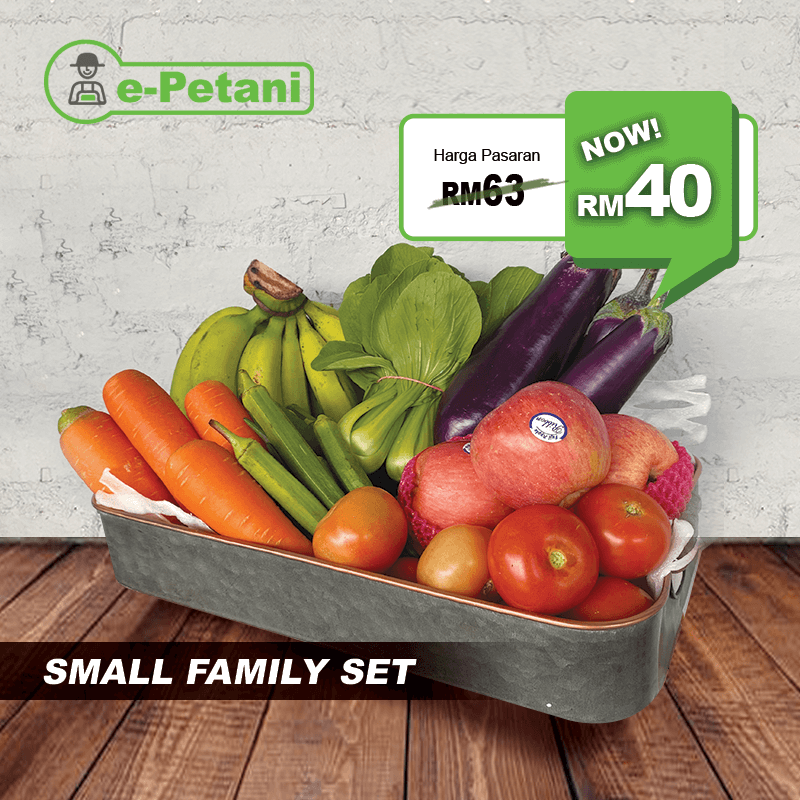 e-Petani
Harga Pasaran
RM63
NOW!
RM40
SMALL FAMILY SET